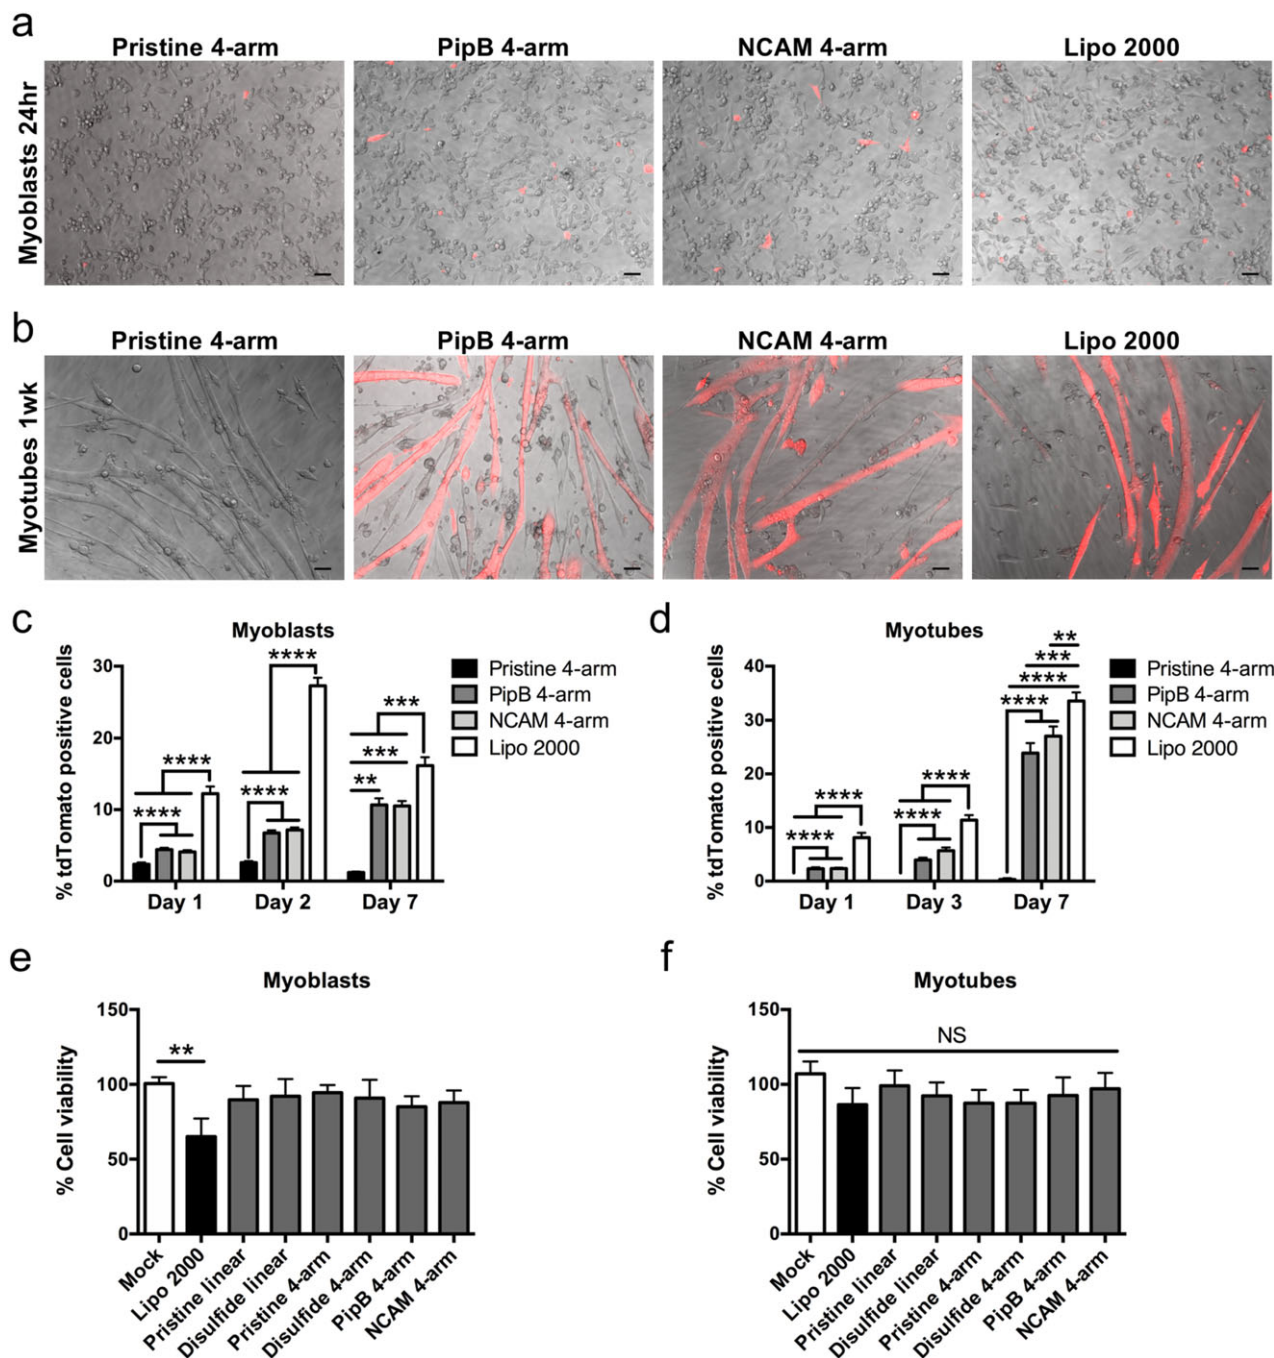 a
Pristine 4-arm PipB 4-arm NCAM 4-arm Lipo 2000
Myoblasts 24hr
b
Pristine 4-arm PipB 4-arm NCAM 4-arm Lipo 2000
Myotubes 1wk
c
Myoblasts
% tdTomato positive cells
30
20
10
0
**** **** **** **** ** *** ***
Day 1 Day 2 Day 7
Pristine 4-arm
PipB 4-arm
NCAM 4-arm
Lipo 2000
d
Myotubes
% tdTomato positive cells
40
30
20
10
0
**** **** **** **** **** **** *** **
Day 1 Day 3 Day 7
Pristine 4-arm
PipB 4-arm
NCAM 4-arm
Lipo 2000
e
Myoblasts
% Cell viability
150
100
50
0
**
Mock
Lipo 2000
Pristine linear
Disulfide linear
Pristine 4-arm
Disulfide 4-arm
PipB 4-arm
NCAM 4-arm
f
Myotubes
% Cell viability
150
100
50
0
NS
Mock
Lipo 2000
Pristine linear
Disulfide linear
Pristine 4-arm
Disulfide 4-arm
PipB 4-arm
NCAM 4-arm